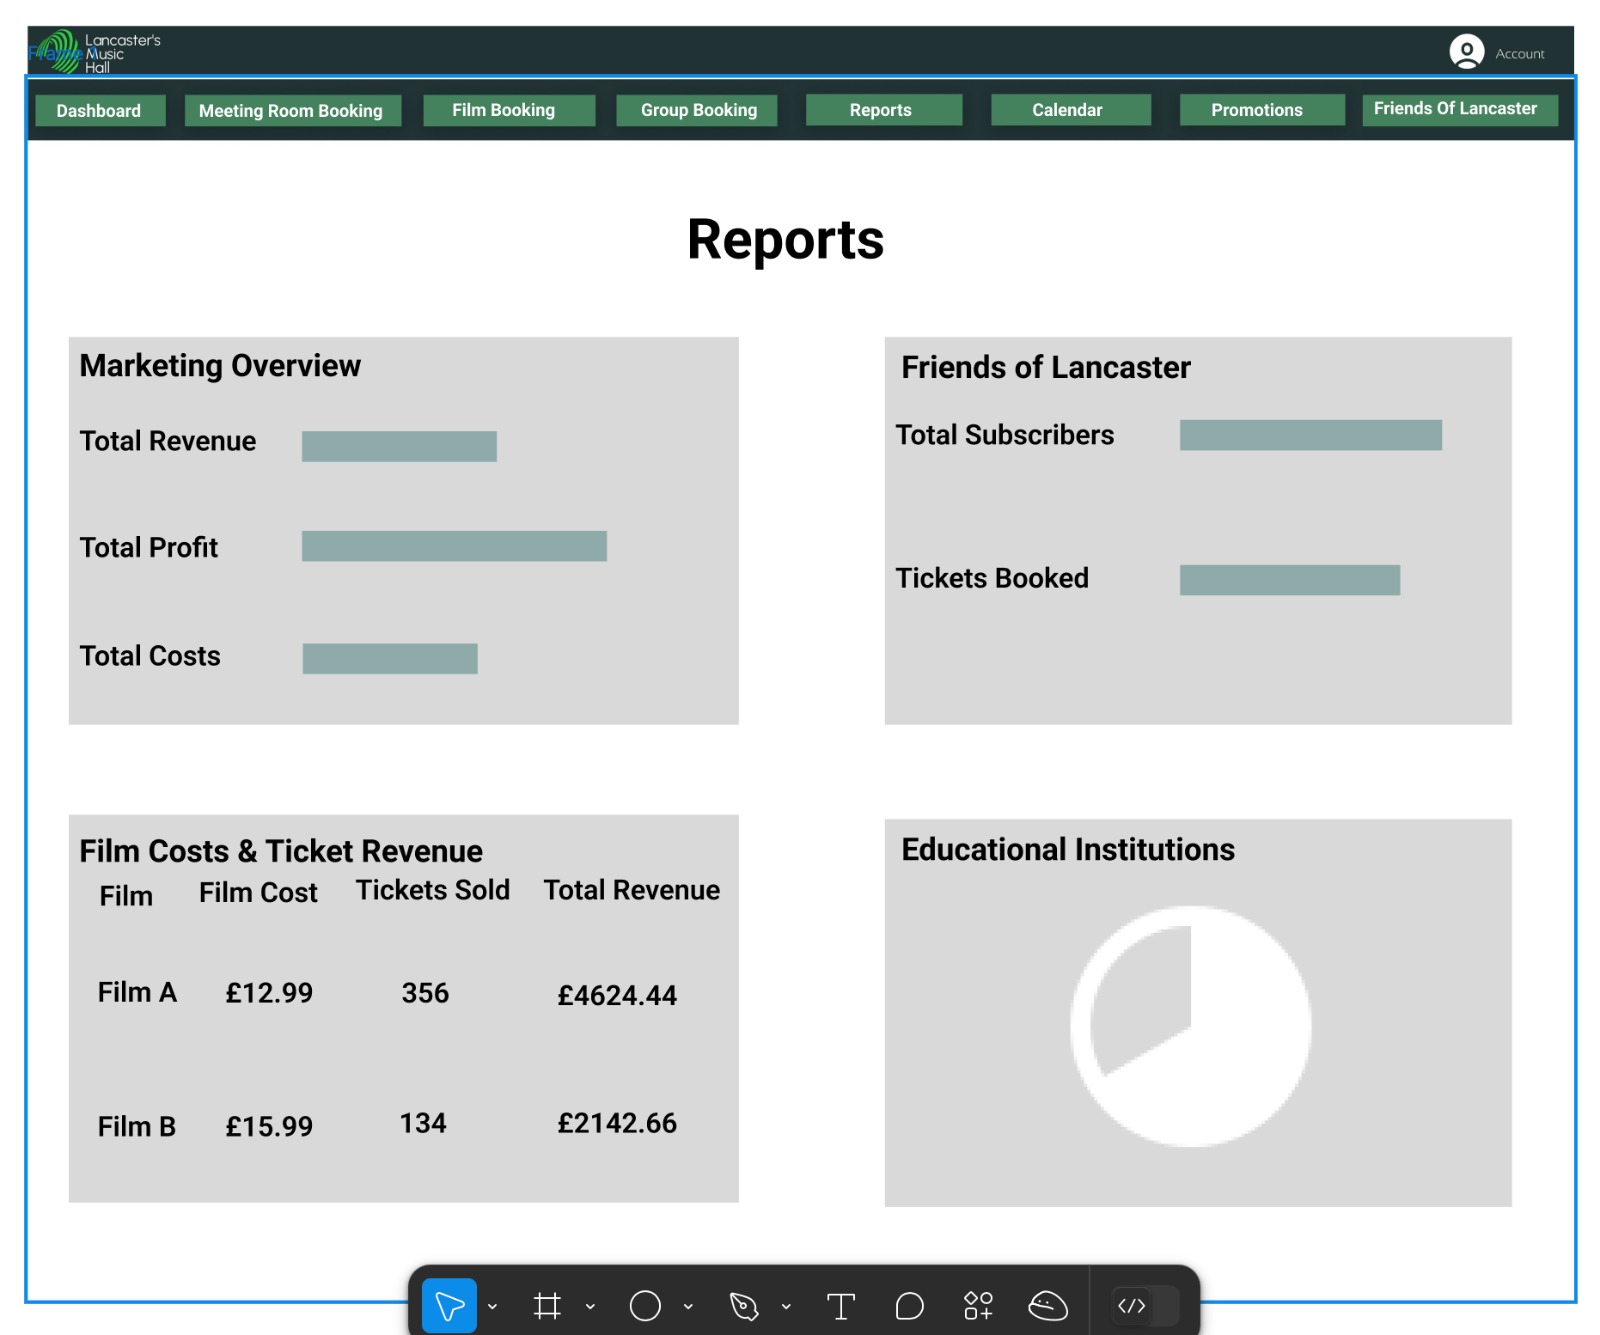 Lancaster's
Music
Hall
Frame
Account
Dashboard
Meeting Room Booking
Film Booking
Group Booking
Reports
Calendar
Promotions
Friends Of Lancaster
Reports
Marketing Overview
Total Revenue
Total Profit
Total Costs
Friends of Lancaster
Total Subscribers
Tickets Booked
Film Costs & Ticket Revenue
Film Film Cost Tickets Sold Total Revenue
Film A £12.99 356 £4624.44
Film B £15.99 134 £2142.66
Educational Institutions